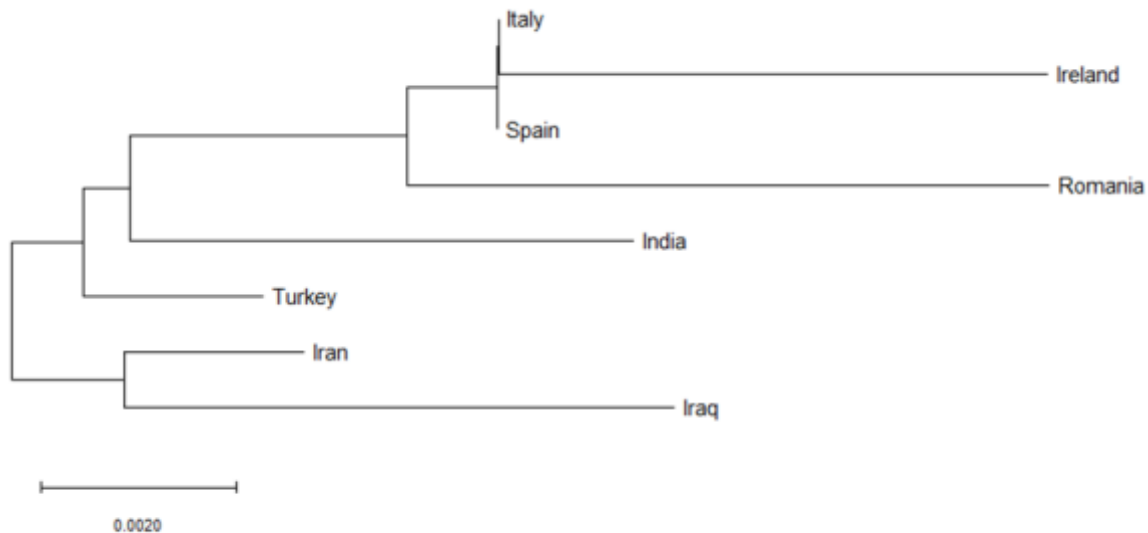 Italy
Ireland
Spain
Romania
India
Turkey
Iran
Iraq
0.0020